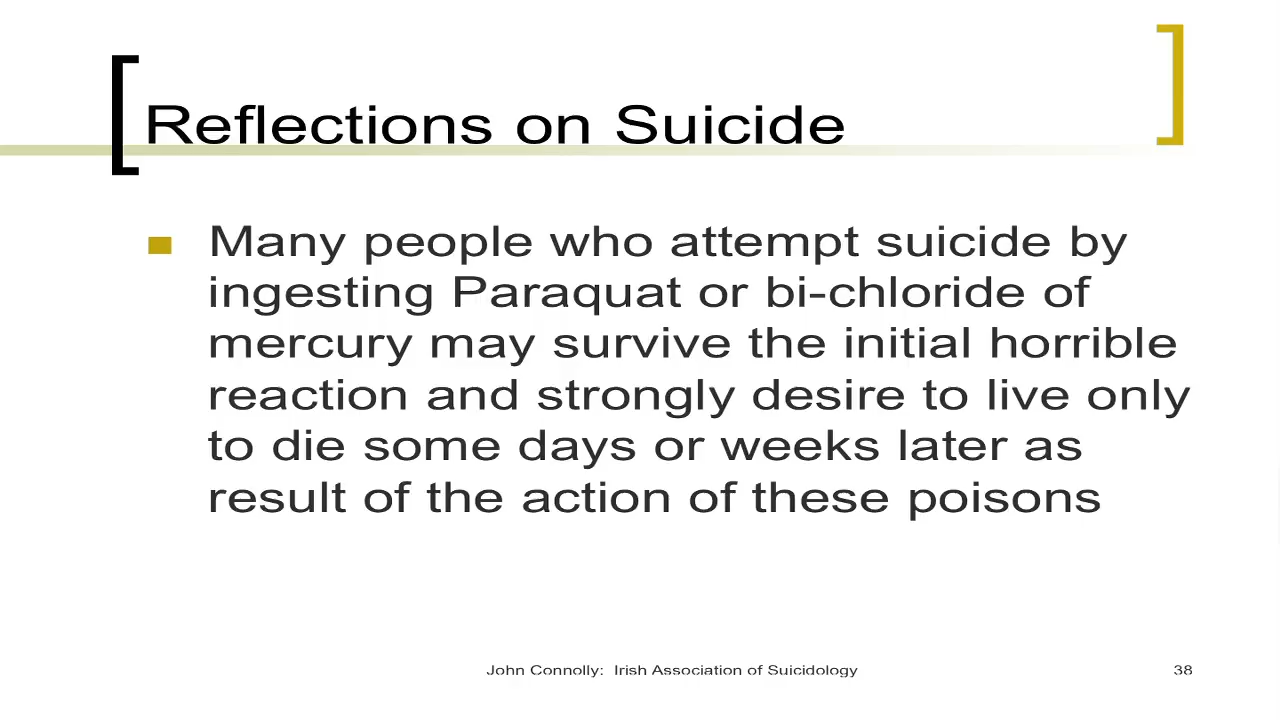 Reflections on Suicide
Many people who attempt suicide by
ingesting Paraquat or bi-chloride of
mercury may survive the initial horrible
reaction and strongly desire to live only
to die some days or weeks later as
result of the action of these poisons
John Connolly: Irish Association of Suicidology
38